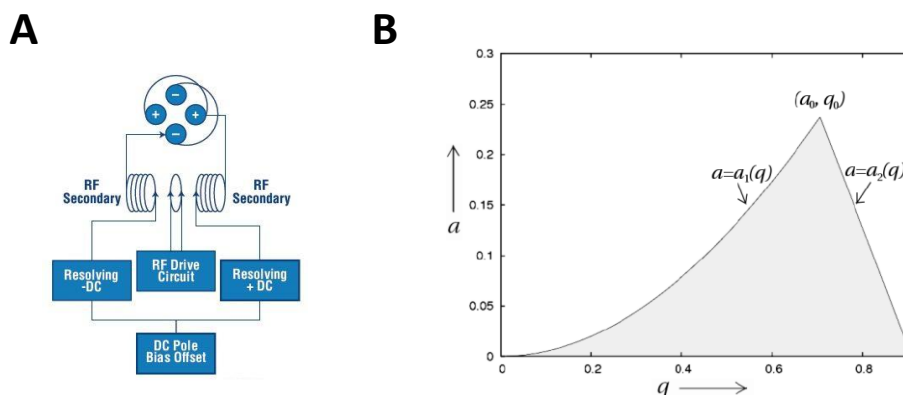 A
−
+
+
−
RF
Secondary
RF
Secondary
Resolving
-DC
RF Drive
Circuit
Resolving
+ DC
DC Pole
Bias Offset
B
0.3
0.25
0.2
0.15
0.1
0.05
0
0
0.2
0.4
0.6
0.8
a
q
(a₀, q₀)
a=a₁(q)
a=a₂(q)